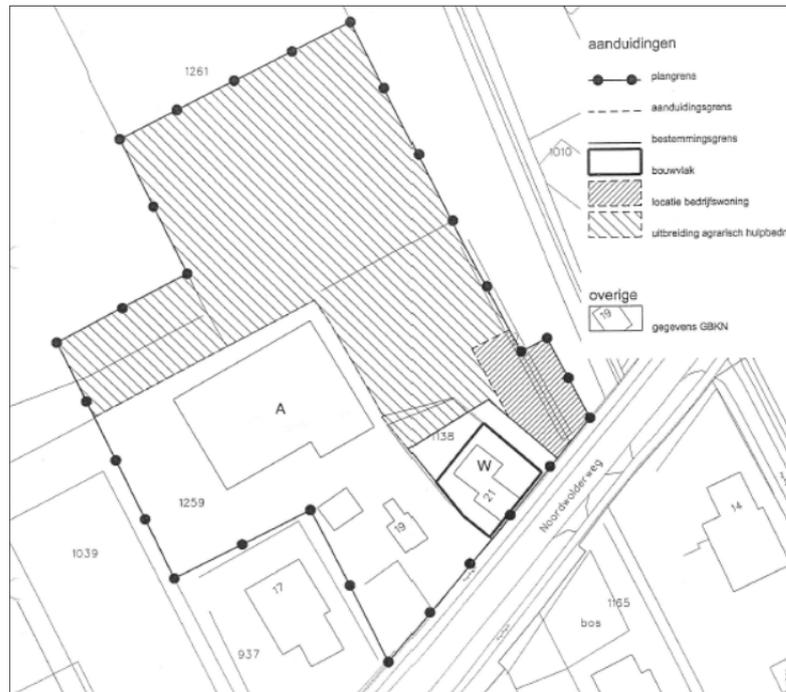 aanduidingen
plangrens
aanduidingsgrens
bestemmingsgrens
bouwvlak
locatie bedrijfswoning
uitbreiding agrarisch hulpbedr
overige
19
gegevens GBKN
1261
1010
A
1138
W
21
1259
19
Noordwolderweg
14
1039
17
1165
bos
937